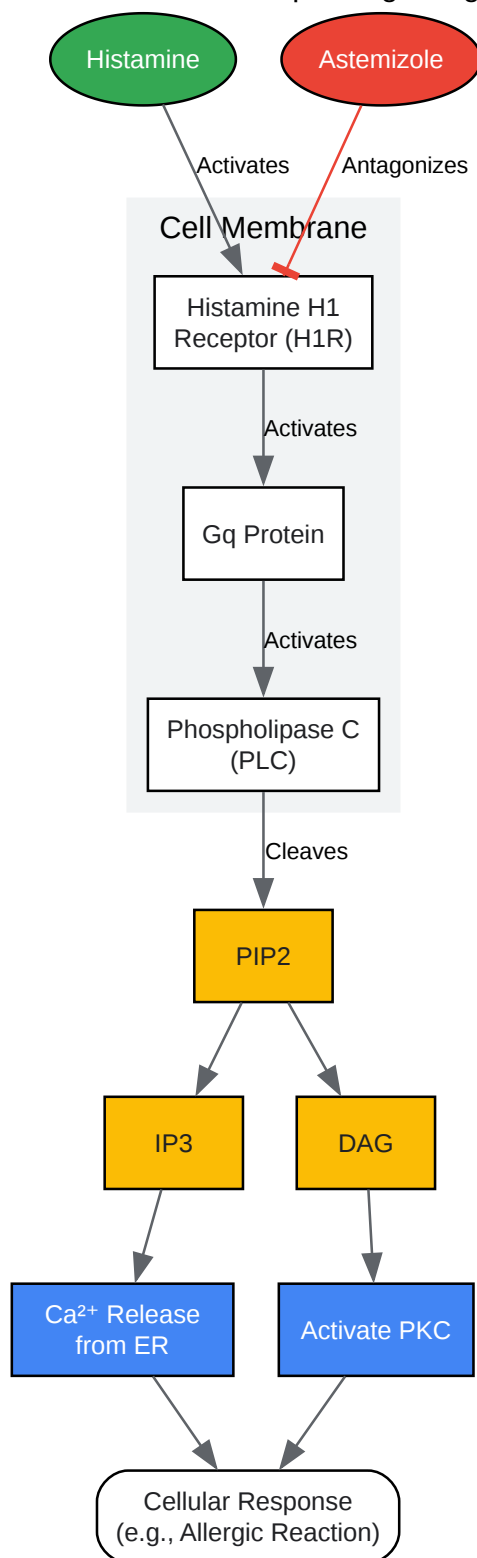 Histamine
Astemizole
Activates
Antagonizes
Cell Membrane
Histamine H1
Receptor (H1R)
Activates
Gq Protein
Activates
Phospholipase C
(PLC)
Cleaves
PIP2
IP3
DAG
Ca²⁺ Release
from ER
Activate PKC
Cellular Response
(e.g., Allergic Reaction)